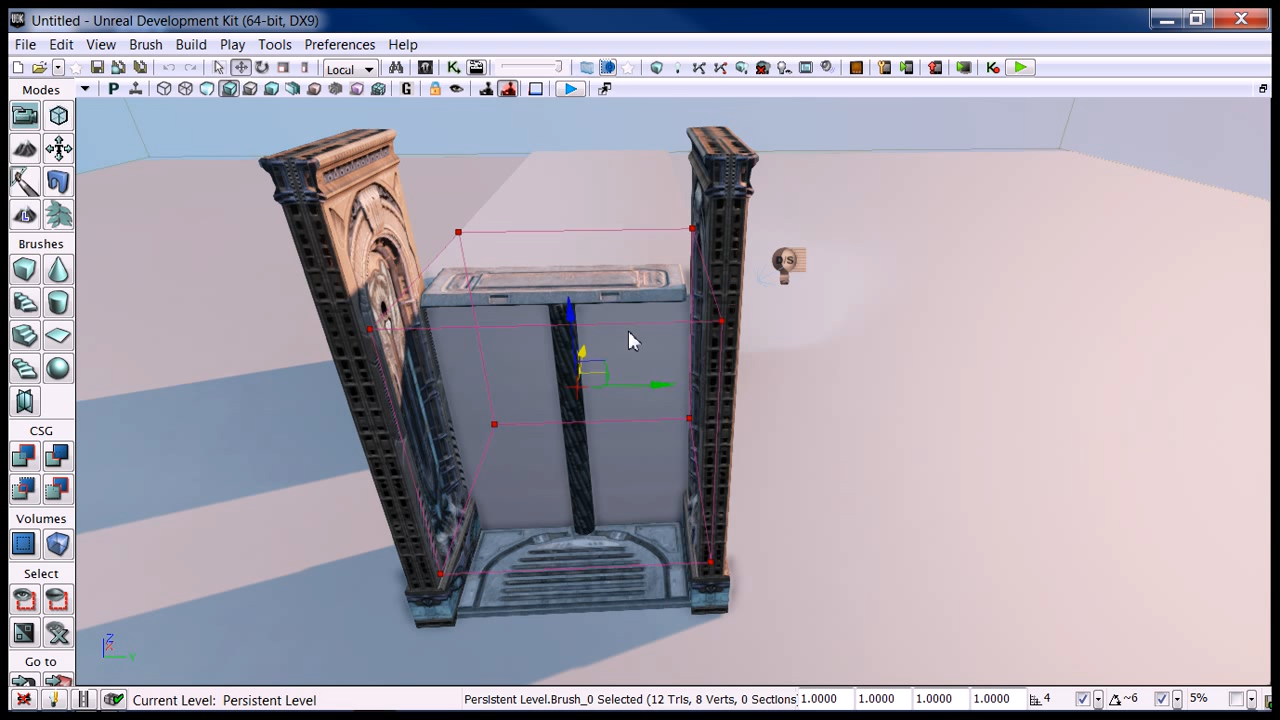 UDK Untitled - Unreal Development Kit (64-bit, DX9)
File Edit View Brush Build Play Tools Preferences Help
Local
Modes
P
G
L
Brushes
CSG
Volumes
Select
Go to
D/S
Z
X
Y
Current Level: Persistent Level
Persistent Level.Brush_0 Selected (12 Tris, 8 Verts, 0 Sections
1.0000 1.0000 1.0000 1.0000 4 ~6 5%